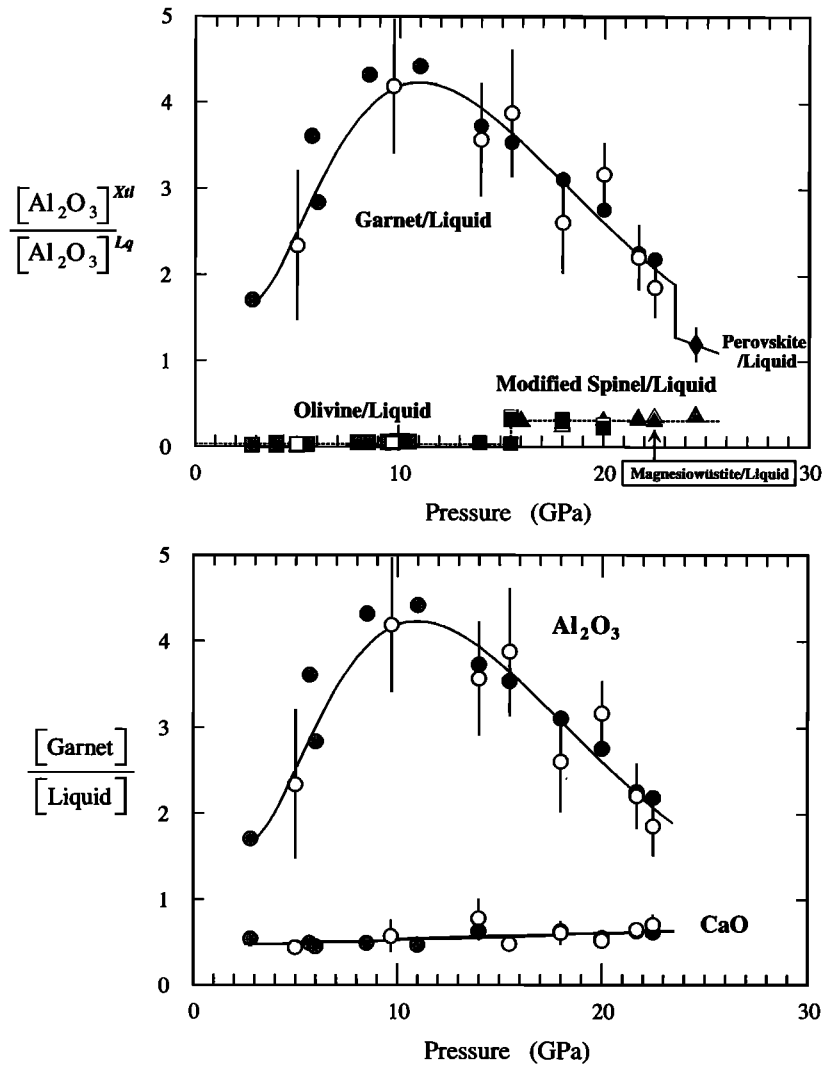 5
4
[Al₂O₃]^Xtl
[Al₂O₃]^Lq
3
2
1
0
Garnet/Liquid
Perovskite
/Liquid
Modified Spinel/Liquid
Olivine/Liquid
Magnesiowüstite/Liquid
0 10 20 30
Pressure (GPa)
5
4
[Garnet]
[Liquid]
3
2
1
0
Al₂O₃
CaO
0 10 20 30
Pressure (GPa)